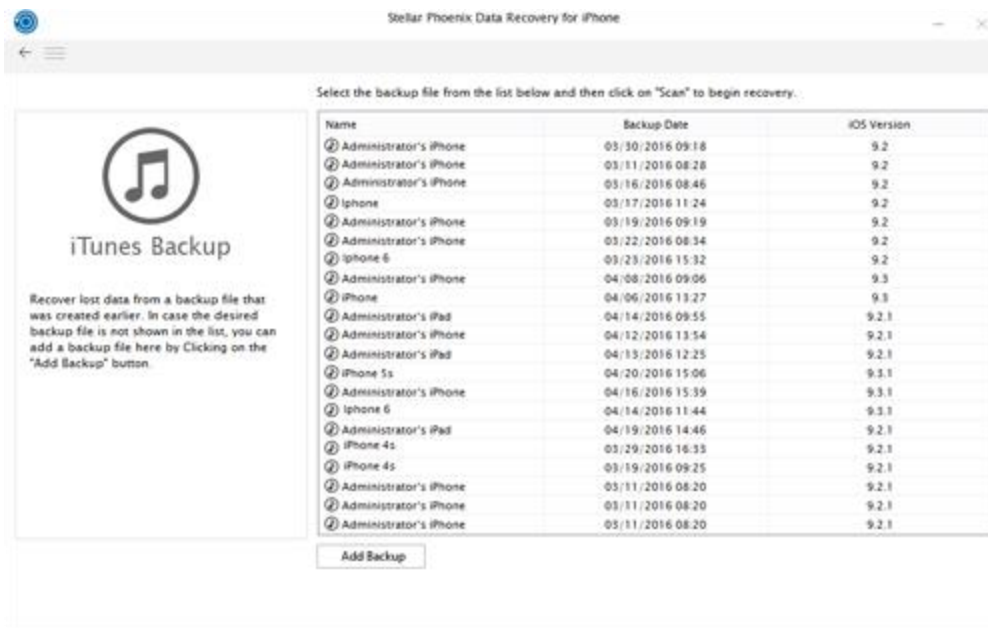 Stellar Phoenix Data Recovery for iPhone
Select the backup file from the list below and then click on "Scan" to begin recovery.
iTunes Backup
Recover lost data from a backup file that
was created earlier. In case the desired
backup file is not shown in the list, you can
add a backup file here by Clicking on the
"Add Backup" button.
Name Backup Date iOS Version
Administrator's iPhone 03/30/2016 09:18 9.2
Administrator's iPhone 03/11/2016 08:28 9.2
Administrator's iPhone 03/16/2016 08:46 9.2
Iphone 03/17/2016 11:24 9.2
Administrator's iPhone 03/19/2016 09:19 9.2
Administrator's iPhone 03/22/2016 08:34 9.2
Iphone 6 03/23/2016 15:32 9.2
Administrator's iPhone 04/08/2016 09:06 9.3
iPhone 04/06/2016 13:27 9.3
Administrator's iPad 04/14/2016 09:55 9.2.1
Administrator's iPhone 04/12/2016 13:54 9.2.1
Administrator's iPad 04/13/2016 12:25 9.2.1
iPhone 5s 04/20/2016 15:06 9.3.1
Administrator's iPhone 04/16/2016 15:39 9.3.1
Iphone 6 04/14/2016 11:44 9.3.1
Administrator's iPad 04/19/2016 14:46 9.2.1
iPhone 4s 03/29/2016 16:33 9.2.1
iPhone 4s 03/19/2016 09:25 9.2.1
Administrator's iPhone 03/11/2016 08:20 9.2.1
Administrator's iPhone 03/11/2016 08:20 9.2.1
Administrator's iPhone 03/11/2016 08:20 9.2.1
Add Backup